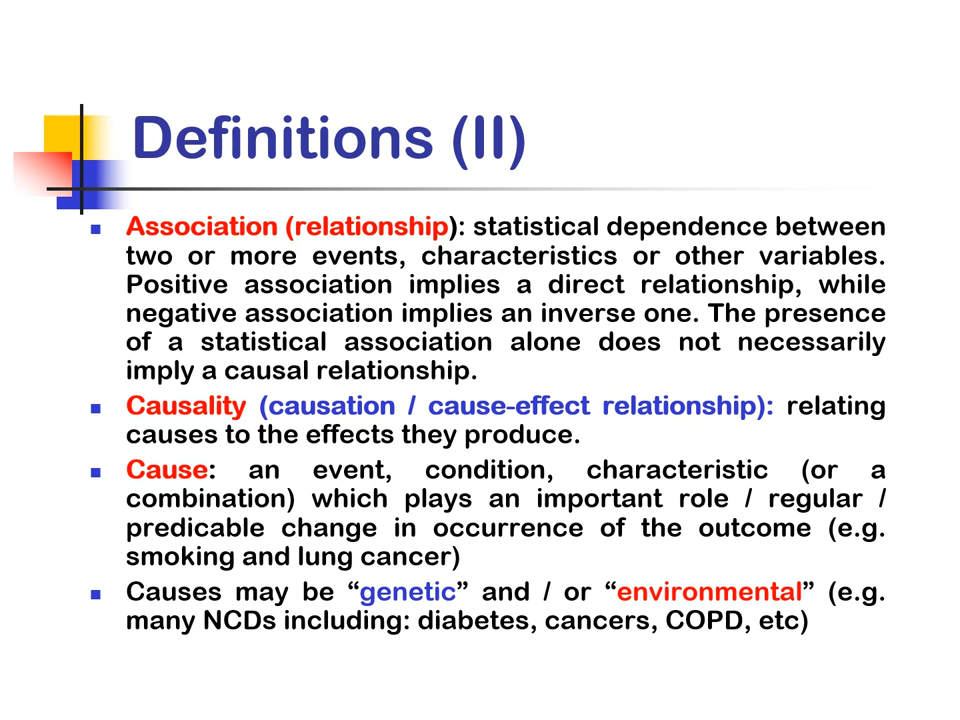 Definitions (II)
Association (relationship): statistical dependence between
two or more events, characteristics or other variables.
Positive association implies a direct relationship, while
negative association implies an inverse one. The presence
of a statistical association alone does not necessarily
imply a causal relationship.
Causality (causation / cause-effect relationship): relating
causes to the effects they produce.
Cause: an event, condition, characteristic (or a
combination) which plays an important role / regular /
predicable change in occurrence of the outcome (e.g.
smoking and lung cancer)
Causes may be “genetic” and / or “environmental” (e.g.
many NCDs including: diabetes, cancers, COPD, etc)